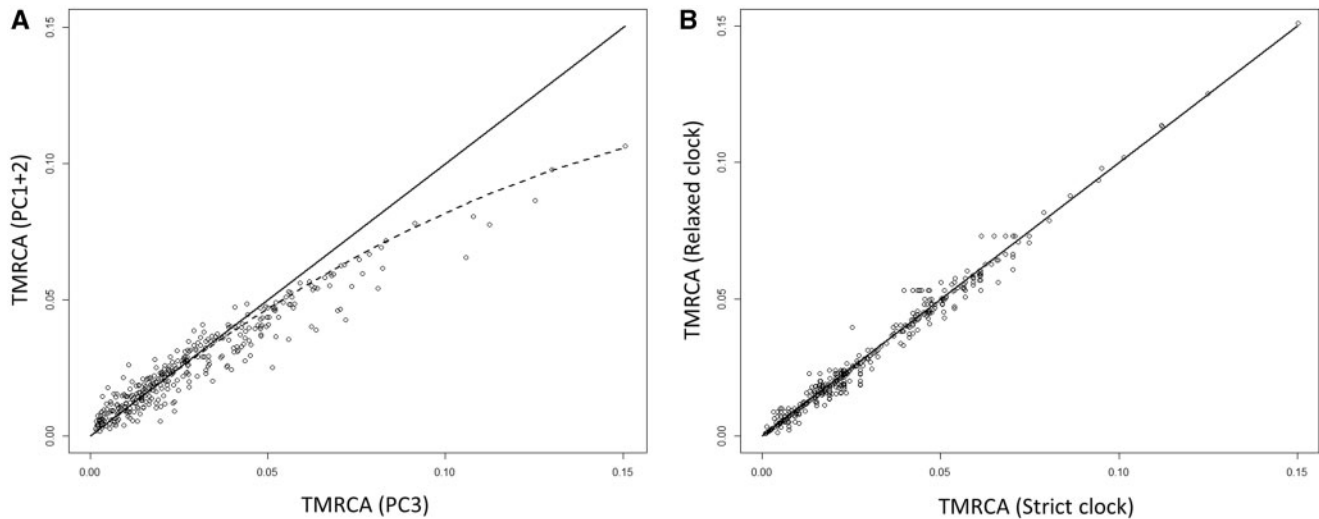 A
TMRCA (PC1+2)
0.15
0.10
0.05
0.00
0.00 0.05 0.10 0.15
TMRCA (PC3)
B
TMRCA (Relaxed clock)
0.15
0.10
0.05
0.00
0.00 0.05 0.10 0.15
TMRCA (Strict clock)